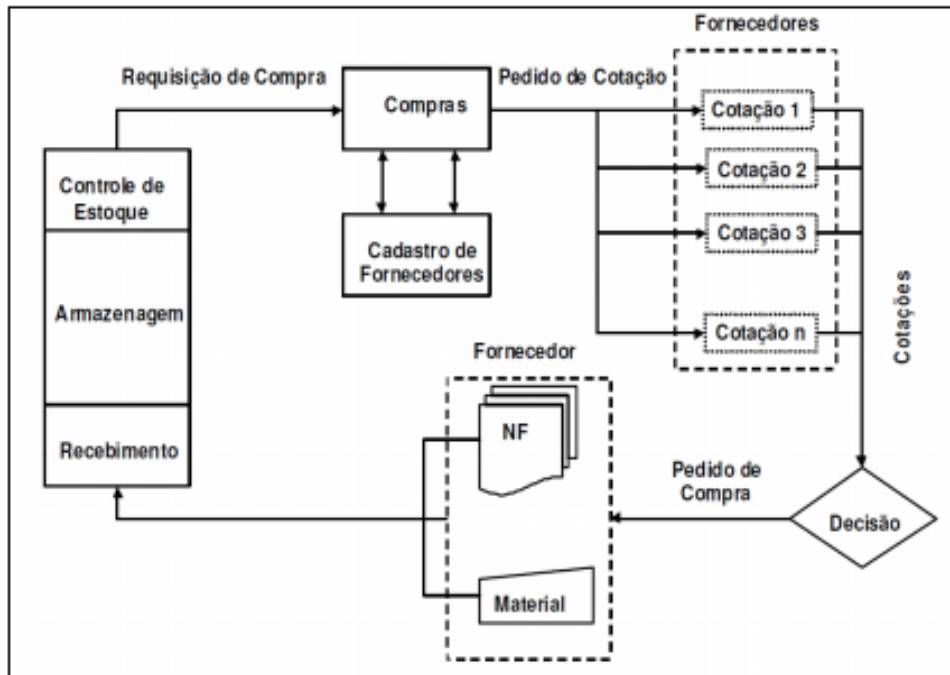 Fornecedores
Requisição de Compra
Pedido de Cotação
Compras
Cotação 1
Controle de
Estoque
Cotação 2
Cadastro de
Fornecedores
Cotação 3
Armazenagem
Cotação n
Cotações
Fornecedor
NF
Recebimento
Pedido de
Compra
Decisão
Material